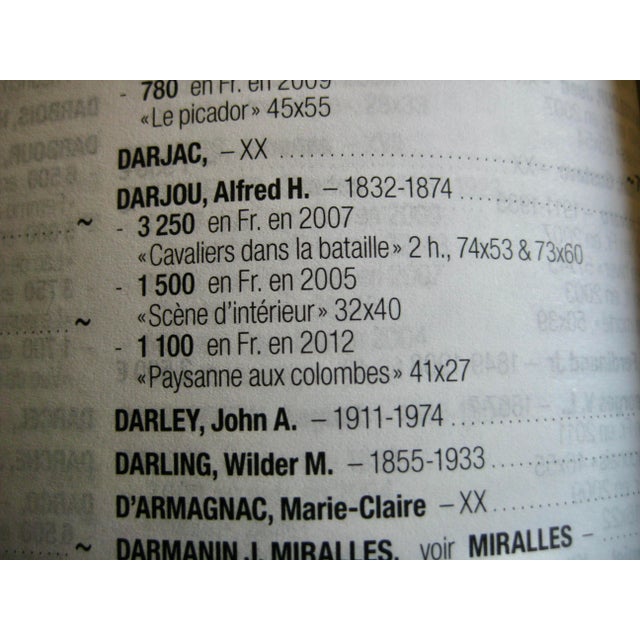 - 780 en Fr. en 2009
«Le picador» 45x55
DARJAC, – XX
DARJOU, Alfred H. – 1832-1874
~ - 3 250 en Fr. en 2007
«Cavaliers dans la bataille» 2 h., 74x53 & 73x60
- 1 500 en Fr. en 2005
~ «Scène d'intérieur» 32x40
- 1 100 en Fr. en 2012
«Paysanne aux colombes» 41x27
DARLEY, John A. – 1911-1974
DARLING, Wilder M. – 1855-1933
D'ARMAGNAC, Marie-Claire – XX
~ DARMANIN J. MIRALLES, voir MIRALLES –